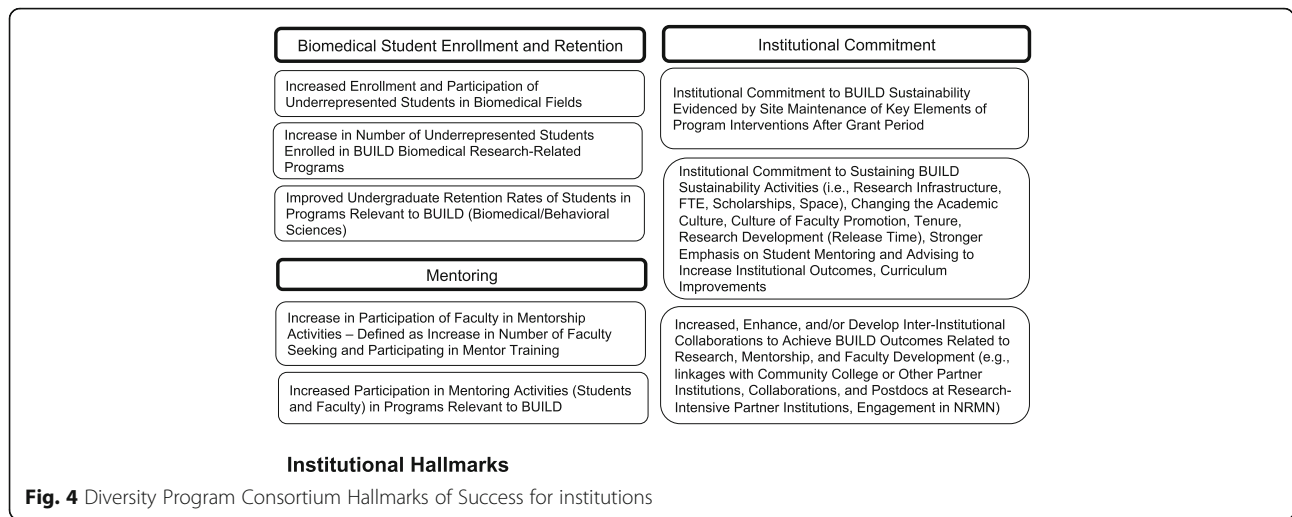 Biomedical Student Enrollment and Retention
Increased Enrollment and Participation of
Underrepresented Students in Biomedical Fields
Increase in Number of Underrepresented Students
Enrolled in BUILD Biomedical Research-Related
Programs
Improved Undergraduate Retention Rates of Students in
Programs Relevant to BUILD (Biomedical/Behavioral
Sciences)
Mentoring
Increase in Participation of Faculty in Mentorship
Activities – Defined as Increase in Number of Faculty
Seeking and Participating in Mentor Training
Increased Participation in Mentoring Activities (Students
and Faculty) in Programs Relevant to BUILD
Institutional Commitment
Institutional Commitment to BUILD Sustainability
Evidenced by Site Maintenance of Key Elements of
Program Interventions After Grant Period
Institutional Commitment to Sustaining BUILD
Sustainability Activities (i.e., Research Infrastructure,
FTE, Scholarships, Space), Changing the Academic
Culture, Culture of Faculty Promotion, Tenure,
Research Development (Release Time), Stronger
Emphasis on Student Mentoring and Advising to
Increase Institutional Outcomes, Curriculum
Improvements
Increased, Enhance, and/or Develop Inter-Institutional
Collaborations to Achieve BUILD Outcomes Related to
Research, Mentorship, and Faculty Development (e.g.,
linkages with Community College or Other Partner
Institutions, Collaborations, and Postdocs at Research-
Intensive Partner Institutions, Engagement in NRMN)
Institutional Hallmarks
Fig. 4 Diversity Program Consortium Hallmarks of Success for institutions